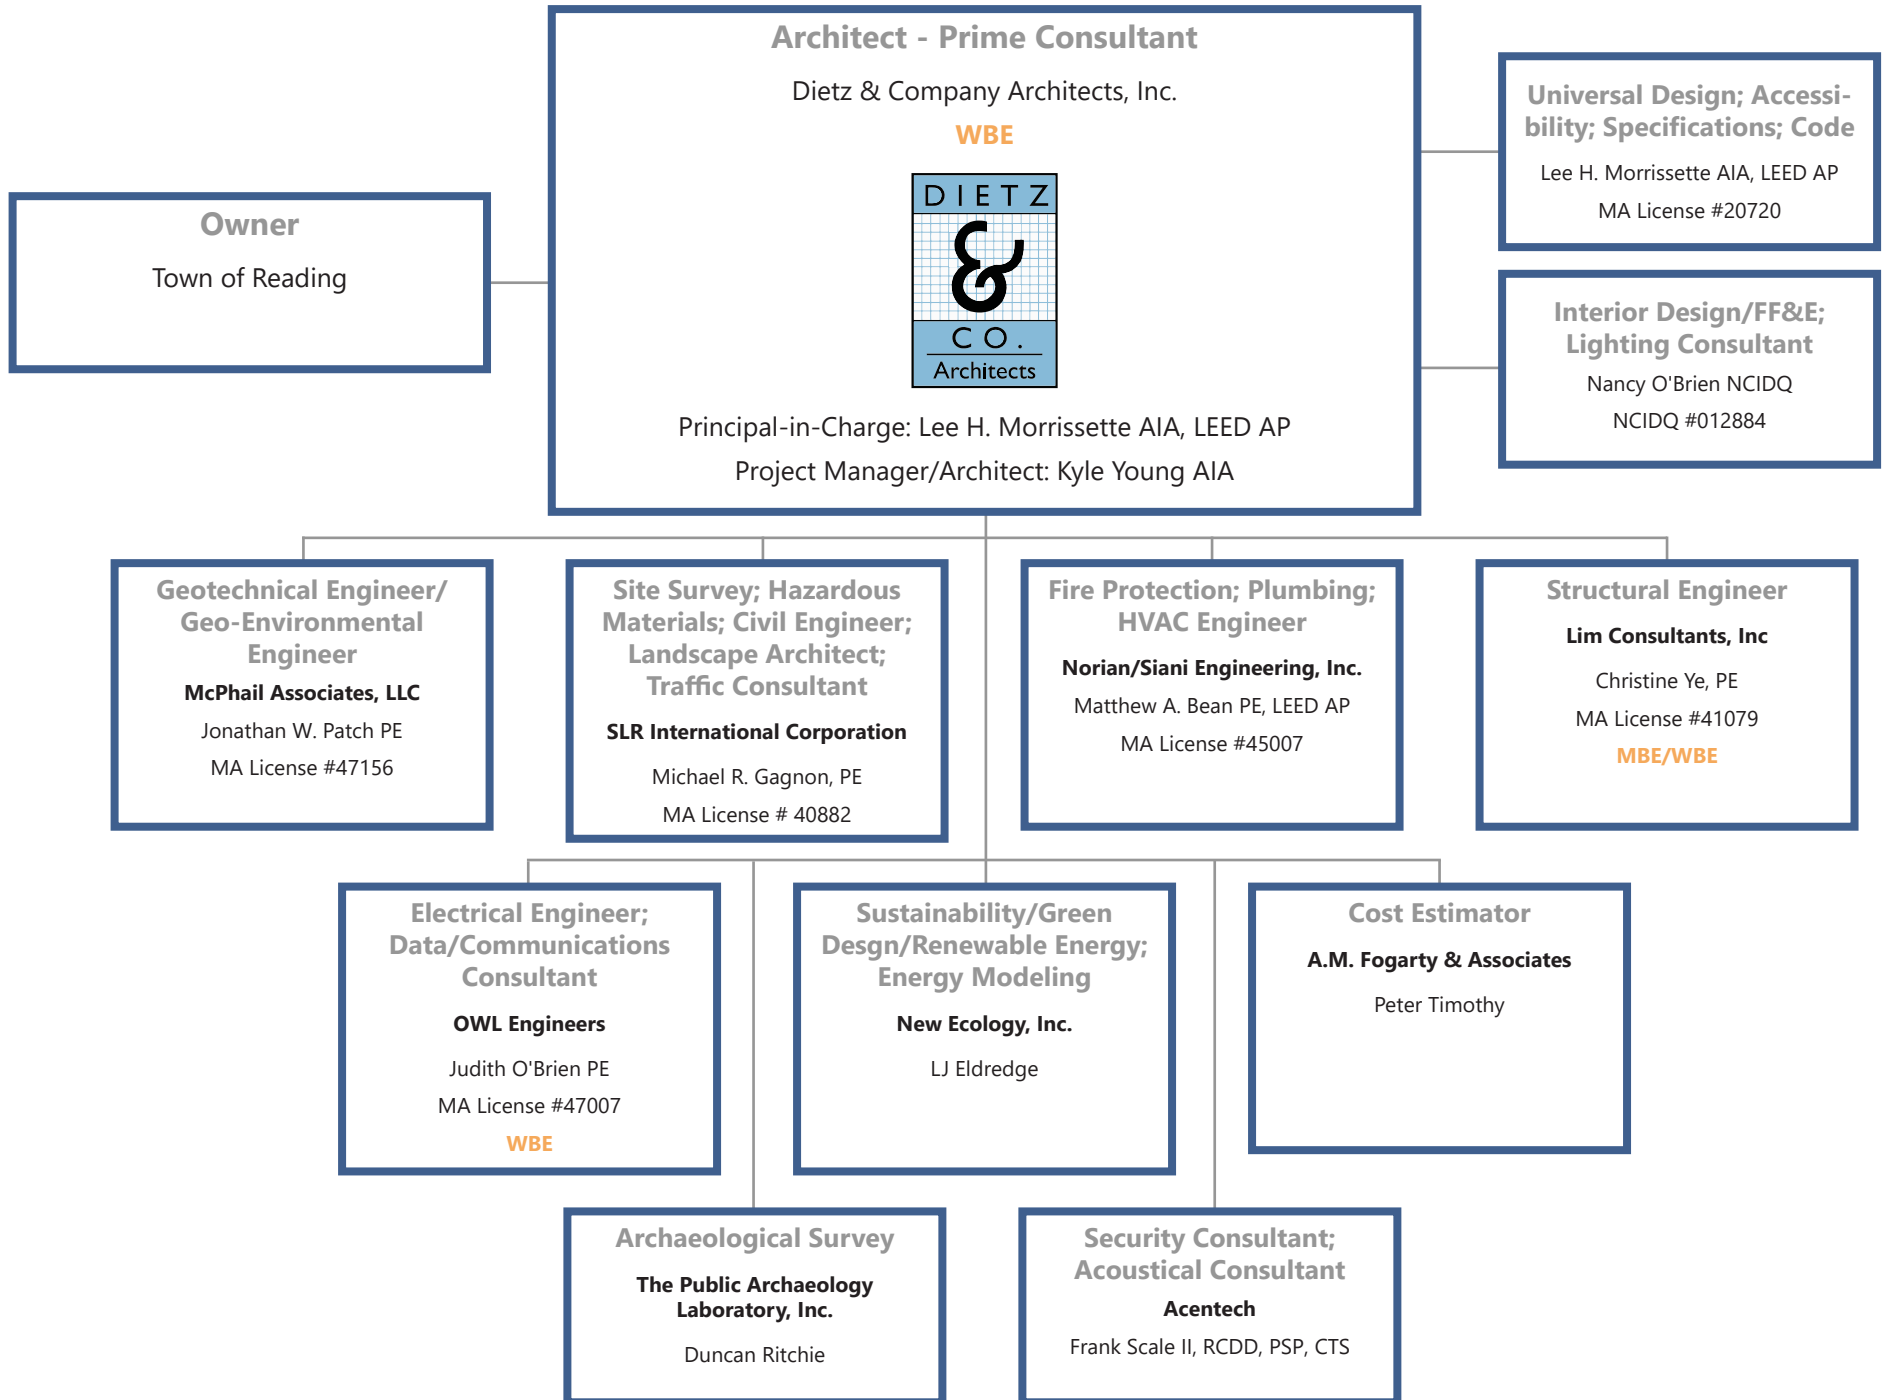 Architect - Prime Consultant
Dietz & Company Architects, Inc.
WBE
DIETZ
&
CO.
Architects
Principal-in-Charge: Lee H. Morrissette AIA, LEED AP
Project Manager/Architect: Kyle Young AIA
Owner
Town of Reading
Universal Design; Accessi-
bility; Specifications; Code
Lee H. Morrissette AIA, LEED AP
MA License #20720
Interior Design/FF&E;
Lighting Consultant
Nancy O'Brien NCIDQ
NCIDQ #012884
Geotechnical Engineer/
Geo-Environmental
Engineer
McPhail Associates, LLC
Jonathan W. Patch PE
MA License #47156
Site Survey; Hazardous
Materials; Civil Engineer;
Landscape Architect;
Traffic Consultant
SLR International Corporation
Michael R. Gagnon, PE
MA License # 40882
Fire Protection; Plumbing;
HVAC Engineer
Norian/Siani Engineering, Inc.
Matthew A. Bean PE, LEED AP
MA License #45007
Structural Engineer
Lim Consultants, Inc
Christine Ye, PE
MA License #41079
MBE/WBE
Electrical Engineer;
Data/Communications
Consultant
OWL Engineers
Judith O'Brien PE
MA License #47007
WBE
Sustainability/Green
Desgn/Renewable Energy;
Energy Modeling
New Ecology, Inc.
LJ Eldredge
Cost Estimator
A.M. Fogarty & Associates
Peter Timothy
Archaeological Survey
The Public Archaeology
Laboratory, Inc.
Duncan Ritchie
Security Consultant;
Acoustical Consultant
Acentech
Frank Scale II, RCDD, PSP, CTS